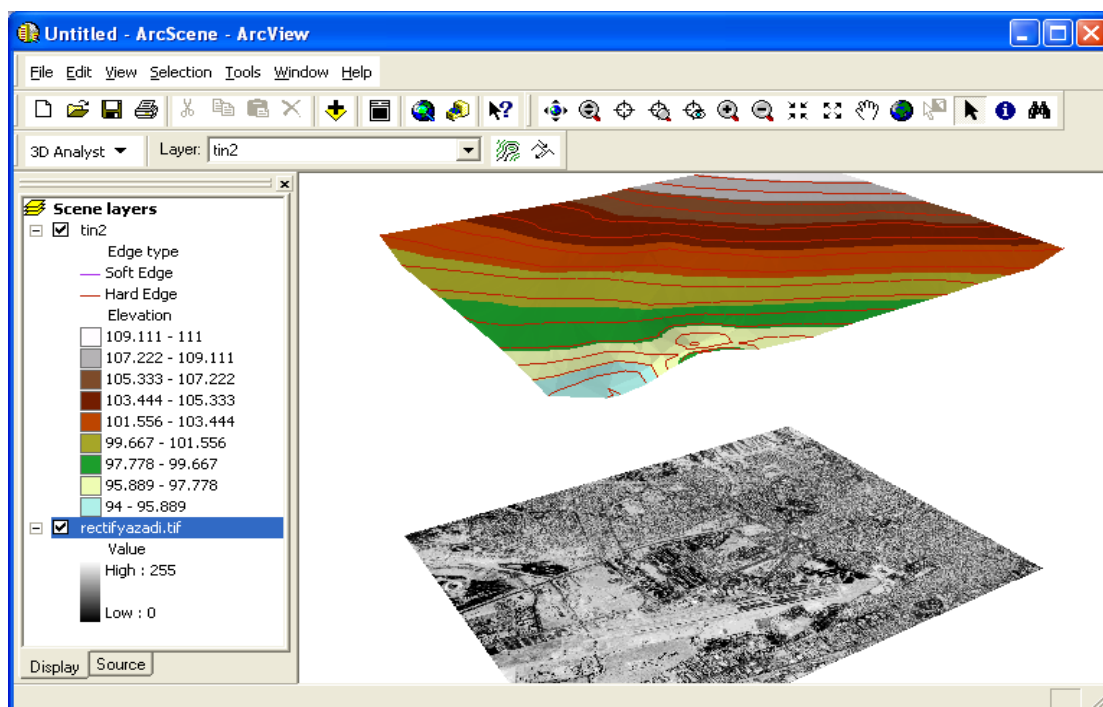 Untitled - ArcScene - ArcView
File Edit View Selection Tools Window Help
3D Analyst Layer: tin2
Scene layers
tin2
Edge type
Soft Edge
Hard Edge
Elevation
109.111 - 111
107.222 - 109.111
105.333 - 107.222
103.444 - 105.333
101.556 - 103.444
99.667 - 101.556
97.778 - 99.667
95.889 - 97.778
94 - 95.889
rectifyazadi.tif
Value
High : 255
Low : 0
Display Source